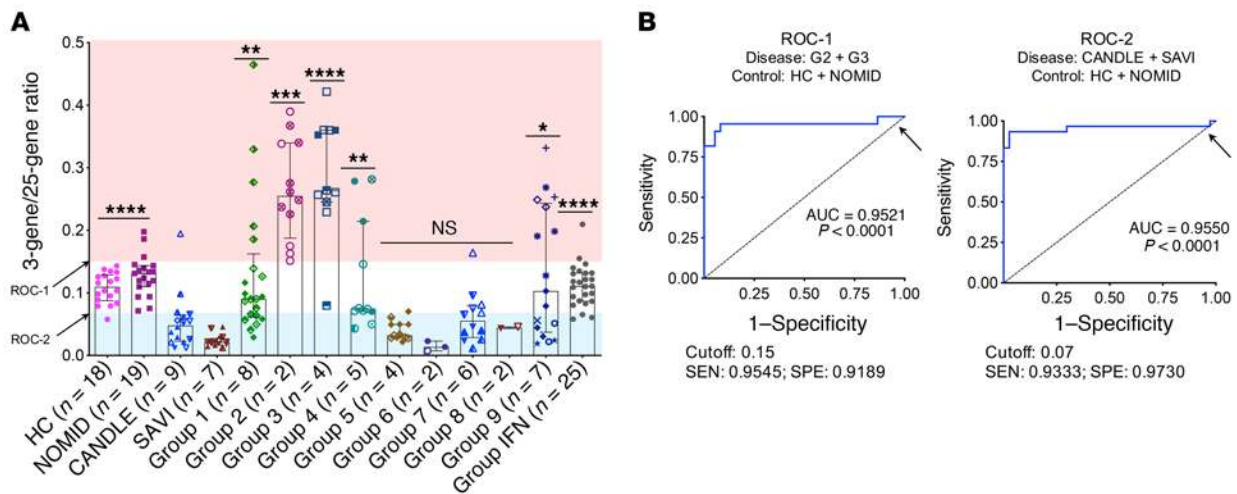 A
3-gene/25-gene ratio
0.5
0.4
0.3
0.2
0.1
0.0
ROC-1
ROC-2
**
***
****
**
*
****
****
NS
HC (n = 18)
NOMID (n = 19)
CANDLE (n = 9)
SAVI (n = 7)
Group 1 (n = 8)
Group 2 (n = 2)
Group 3 (n = 4)
Group 4 (n = 5)
Group 5 (n = 4)
Group 6 (n = 2)
Group 7 (n = 6)
Group 8 (n = 2)
Group 9 (n = 7)
Group IFN (n = 25)
B
ROC-1
Disease: G2 + G3
Control: HC + NOMID
Sensitivity
1.00
0.75
0.50
0.25
0.00
0.25 0.50 0.75 1.00
1.00
AUC = 0.9521
P < 0.0001
1–Specificity
Cutoff: 0.15
SEN: 0.9545; SPE: 0.9189
ROC-2
Disease: CANDLE + SAVI
Control: HC + NOMID
Sensitivity
1.00
0.75
0.50
0.25
0.00
0.25 0.50 0.75 1.00
1.00
AUC = 0.9550
P < 0.0001
1–Specificity
Cutoff: 0.07
SEN: 0.9333; SPE: 0.9730